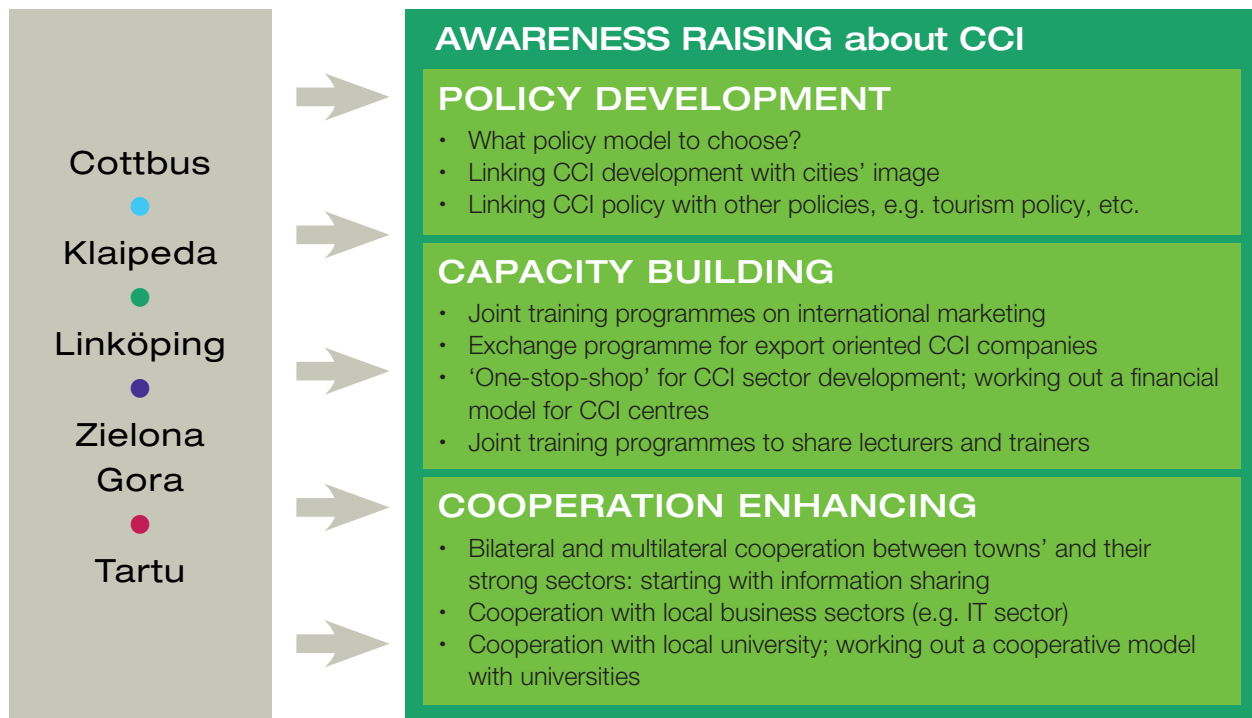 Cottbus
Klaipeda
Linköping
Zielona
Gora
Tartu
AWARENESS RAISING about CCI
POLICY DEVELOPMENT
• What policy model to choose?
• Linking CCI development with cities’ image
• Linking CCI policy with other policies, e.g. tourism policy, etc.
CAPACITY BUILDING
• Joint training programmes on international marketing
• Exchange programme for export oriented CCI companies
• ‘One-stop-shop’ for CCI sector development; working out a financial
model for CCI centres
• Joint training programmes to share lecturers and trainers
COOPERATION ENHANCING
• Bilateral and multilateral cooperation between towns’ and their
strong sectors: starting with information sharing
• Cooperation with local business sectors (e.g. IT sector)
• Cooperation with local university; working out a cooperative model
with universities